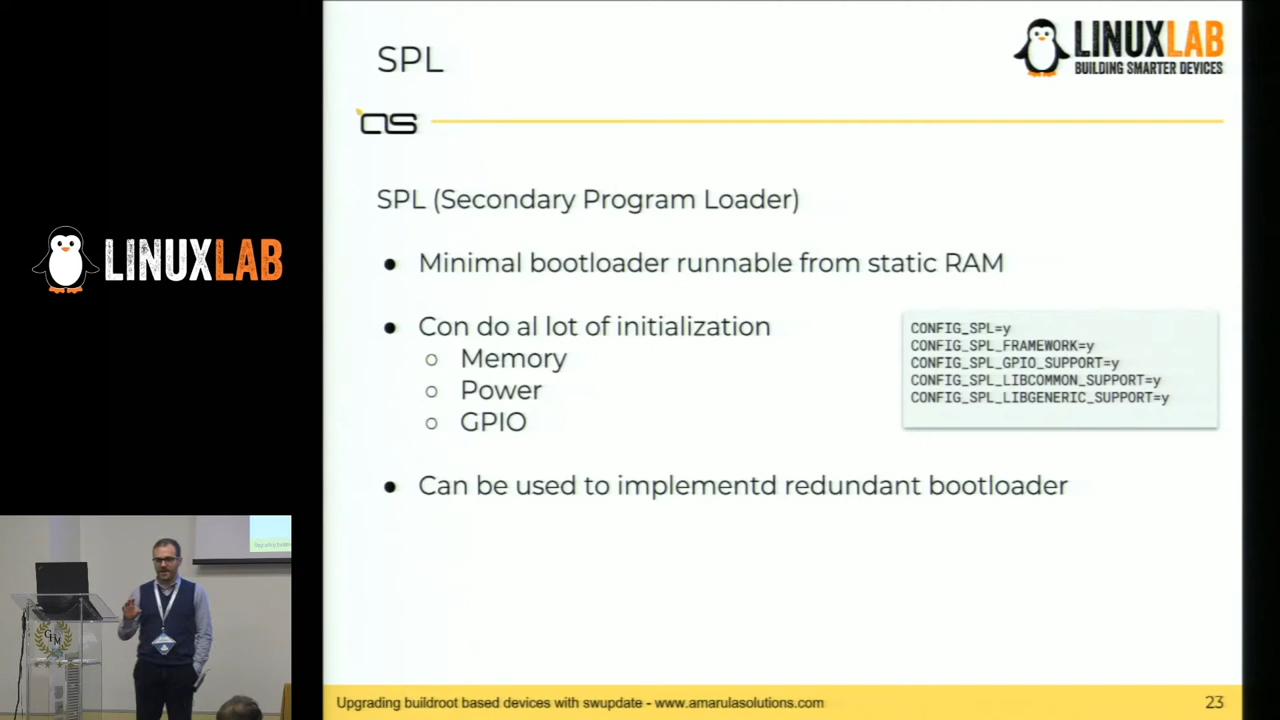 SPL
LINUXLAB
BUILDING SMARTER DEVICES
as
SPL (Secondary Program Loader)
● Minimal bootloader runnable from static RAM
● Con do al lot of initialization
○ Memory
○ Power
○ GPIO
CONFIG_SPL=y
CONFIG_SPL_FRAMEWORK=y
CONFIG_SPL_GPIO_SUPPORT=y
CONFIG_SPL_LIBCOMMON_SUPPORT=y
CONFIG_SPL_LIBGENERIC_SUPPORT=y
● Can be used to implementd redundant bootloader
LINUXLAB
GHM
Upgrading buildroot based devices with swupdate - www.amarulasolutions.com
23